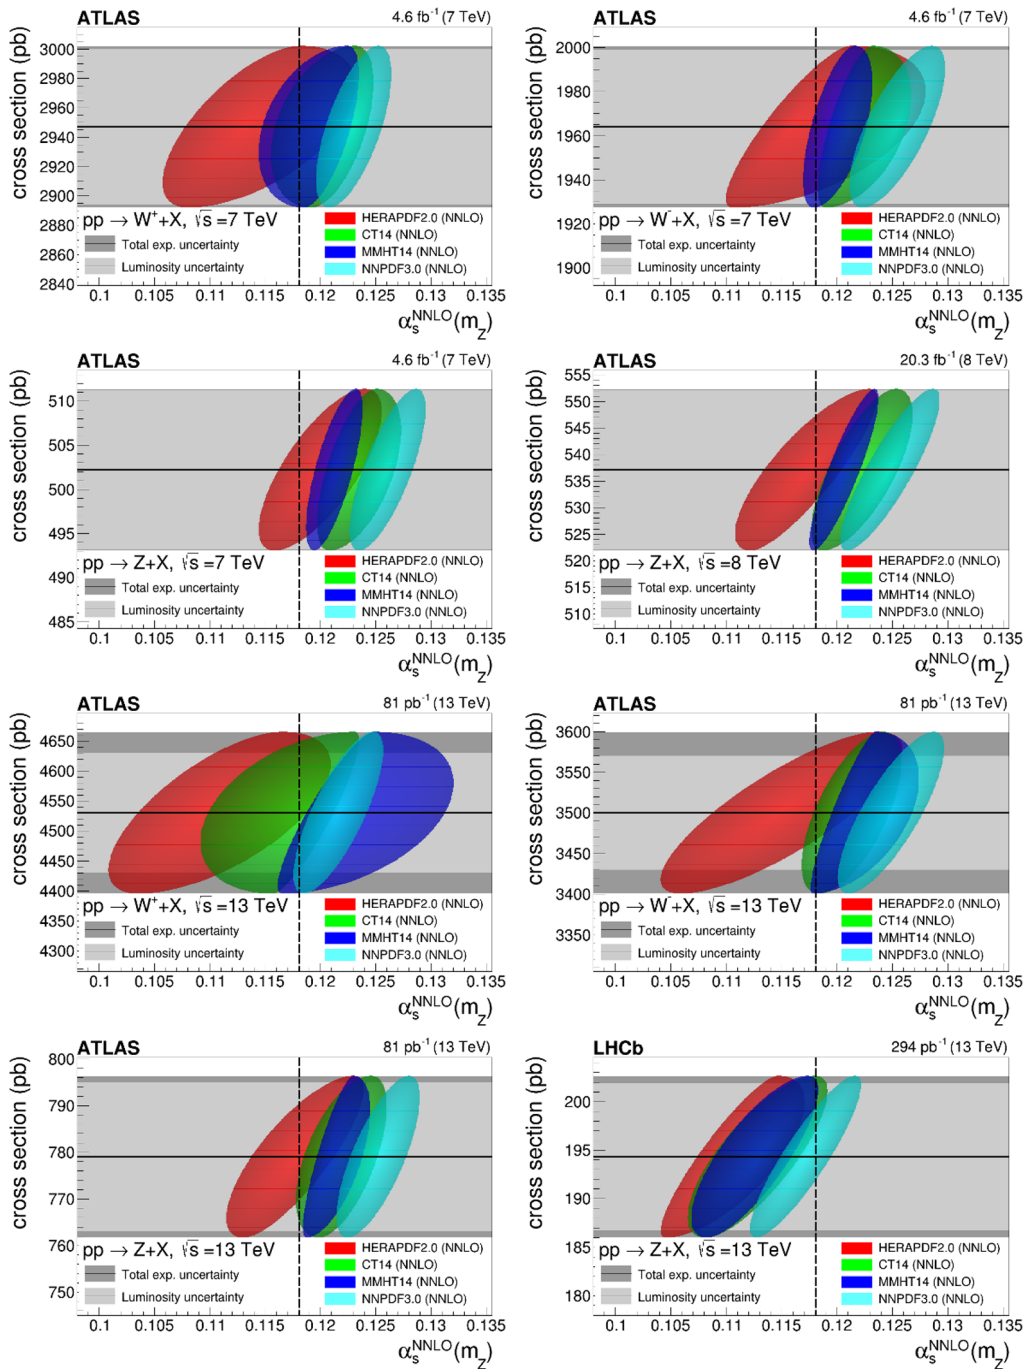 ATLAS 4.6 fb⁻¹ (7 TeV)
cross section (pb)
3000
2980
2960
2940
2920
2900
2880
2860
2840
pp → W⁺+X, √s =7 TeV
Total exp. uncertainty
Luminosity uncertainty
HERAPDF2.0 (NNLO)
CT14 (NNLO)
MMHT14 (NNLO)
NNPDF3.0 (NNLO)
0.1 0.105 0.11 0.115 0.12 0.125 0.13 0.135
αₛᴺᴺᴸᴼ(m_Z)
ATLAS 4.6 fb⁻¹ (7 TeV)
cross section (pb)
2000
1980
1960
1940
1920
1900
pp → W⁻+X, √s =7 TeV
Total exp. uncertainty
Luminosity uncertainty
HERAPDF2.0 (NNLO)
CT14 (NNLO)
MMHT14 (NNLO)
NNPDF3.0 (NNLO)
0.1 0.105 0.11 0.115 0.12 0.125 0.13 0.135
αₛᴺᴺᴸᴼ(m_Z)
ATLAS 4.6 fb⁻¹ (7 TeV)
cross section (pb)
510
505
500
495
490
485
pp → Z+X, √s =7 TeV
Total exp. uncertainty
Luminosity uncertainty
HERAPDF2.0 (NNLO)
CT14 (NNLO)
MMHT14 (NNLO)
NNPDF3.0 (NNLO)
0.1 0.105 0.11 0.115 0.12 0.125 0.13 0.135
αₛᴺᴺᴸᴼ(m_Z)
ATLAS 20.3 fb⁻¹ (8 TeV)
cross section (pb)
555
550
545
540
535
530
525
520
515
510
pp → Z+X, √s =8 TeV
Total exp. uncertainty
Luminosity uncertainty
HERAPDF2.0 (NNLO)
CT14 (NNLO)
MMHT14 (NNLO)
NNPDF3.0 (NNLO)
0.1 0.105 0.11 0.115 0.12 0.125 0.13 0.135
αₛᴺᴺᴸᴼ(m_Z)
ATLAS 81 pb⁻¹ (13 TeV)
cross section (pb)
4650
4600
4550
4500
4450
4400
4350
4300
pp → W⁺+X, √s =13 TeV
Total exp. uncertainty
Luminosity uncertainty
HERAPDF2.0 (NNLO)
CT14 (NNLO)
MMHT14 (NNLO)
NNPDF3.0 (NNLO)
0.1 0.105 0.11 0.115 0.12 0.125 0.13 0.135
αₛᴺᴺᴸᴼ(m_Z)
ATLAS 81 pb⁻¹ (13 TeV)
cross section (pb)
3600
3550
3500
3450
3400
3350
pp → W⁻+X, √s =13 TeV
Total exp. uncertainty
Luminosity uncertainty
HERAPDF2.0 (NNLO)
CT14 (NNLO)
MMHT14 (NNLO)
NNPDF3.0 (NNLO)
0.1 0.105 0.11 0.115 0.12 0.125 0.13 0.135
αₛᴺᴺᴸᴼ(m_Z)
ATLAS 81 pb⁻¹ (13 TeV)
cross section (pb)
800
790
780
770
760
750
pp → Z+X, √s =13 TeV
Total exp. uncertainty
Luminosity uncertainty
HERAPDF2.0 (NNLO)
CT14 (NNLO)
MMHT14 (NNLO)
NNPDF3.0 (NNLO)
0.1 0.105 0.11 0.115 0.12 0.125 0.13 0.135
αₛᴺᴺᴸᴼ(m_Z)
LHCb 294 pb⁻¹ (13 TeV)
cross section (pb)
200
195
190
185
180
pp → Z+X, √s =13 TeV
Total exp. uncertainty
Luminosity uncertainty
HERAPDF2.0 (NNLO)
CT14 (NNLO)
MMHT14 (NNLO)
NNPDF3.0 (NNLO)
0.1 0.105 0.11 0.115 0.12 0.125 0.13 0.135
αₛᴺᴺᴸᴼ(m_Z)